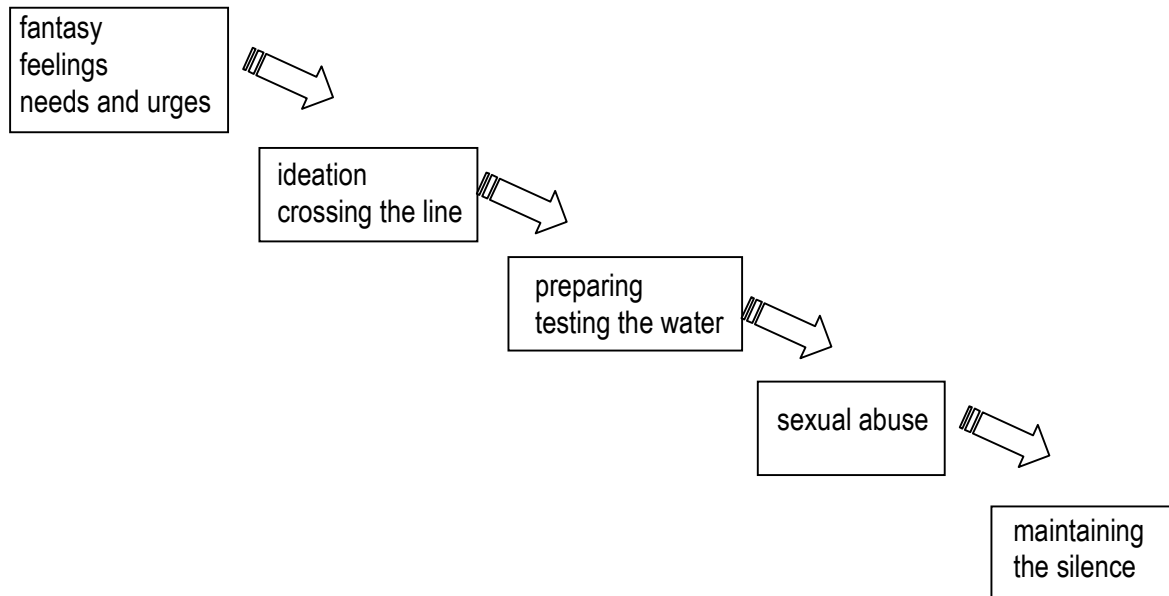 fantasy
feelings
needs and urges
ideation
crossing the line
preparing
testing the water
sexual abuse
maintaining
the silence